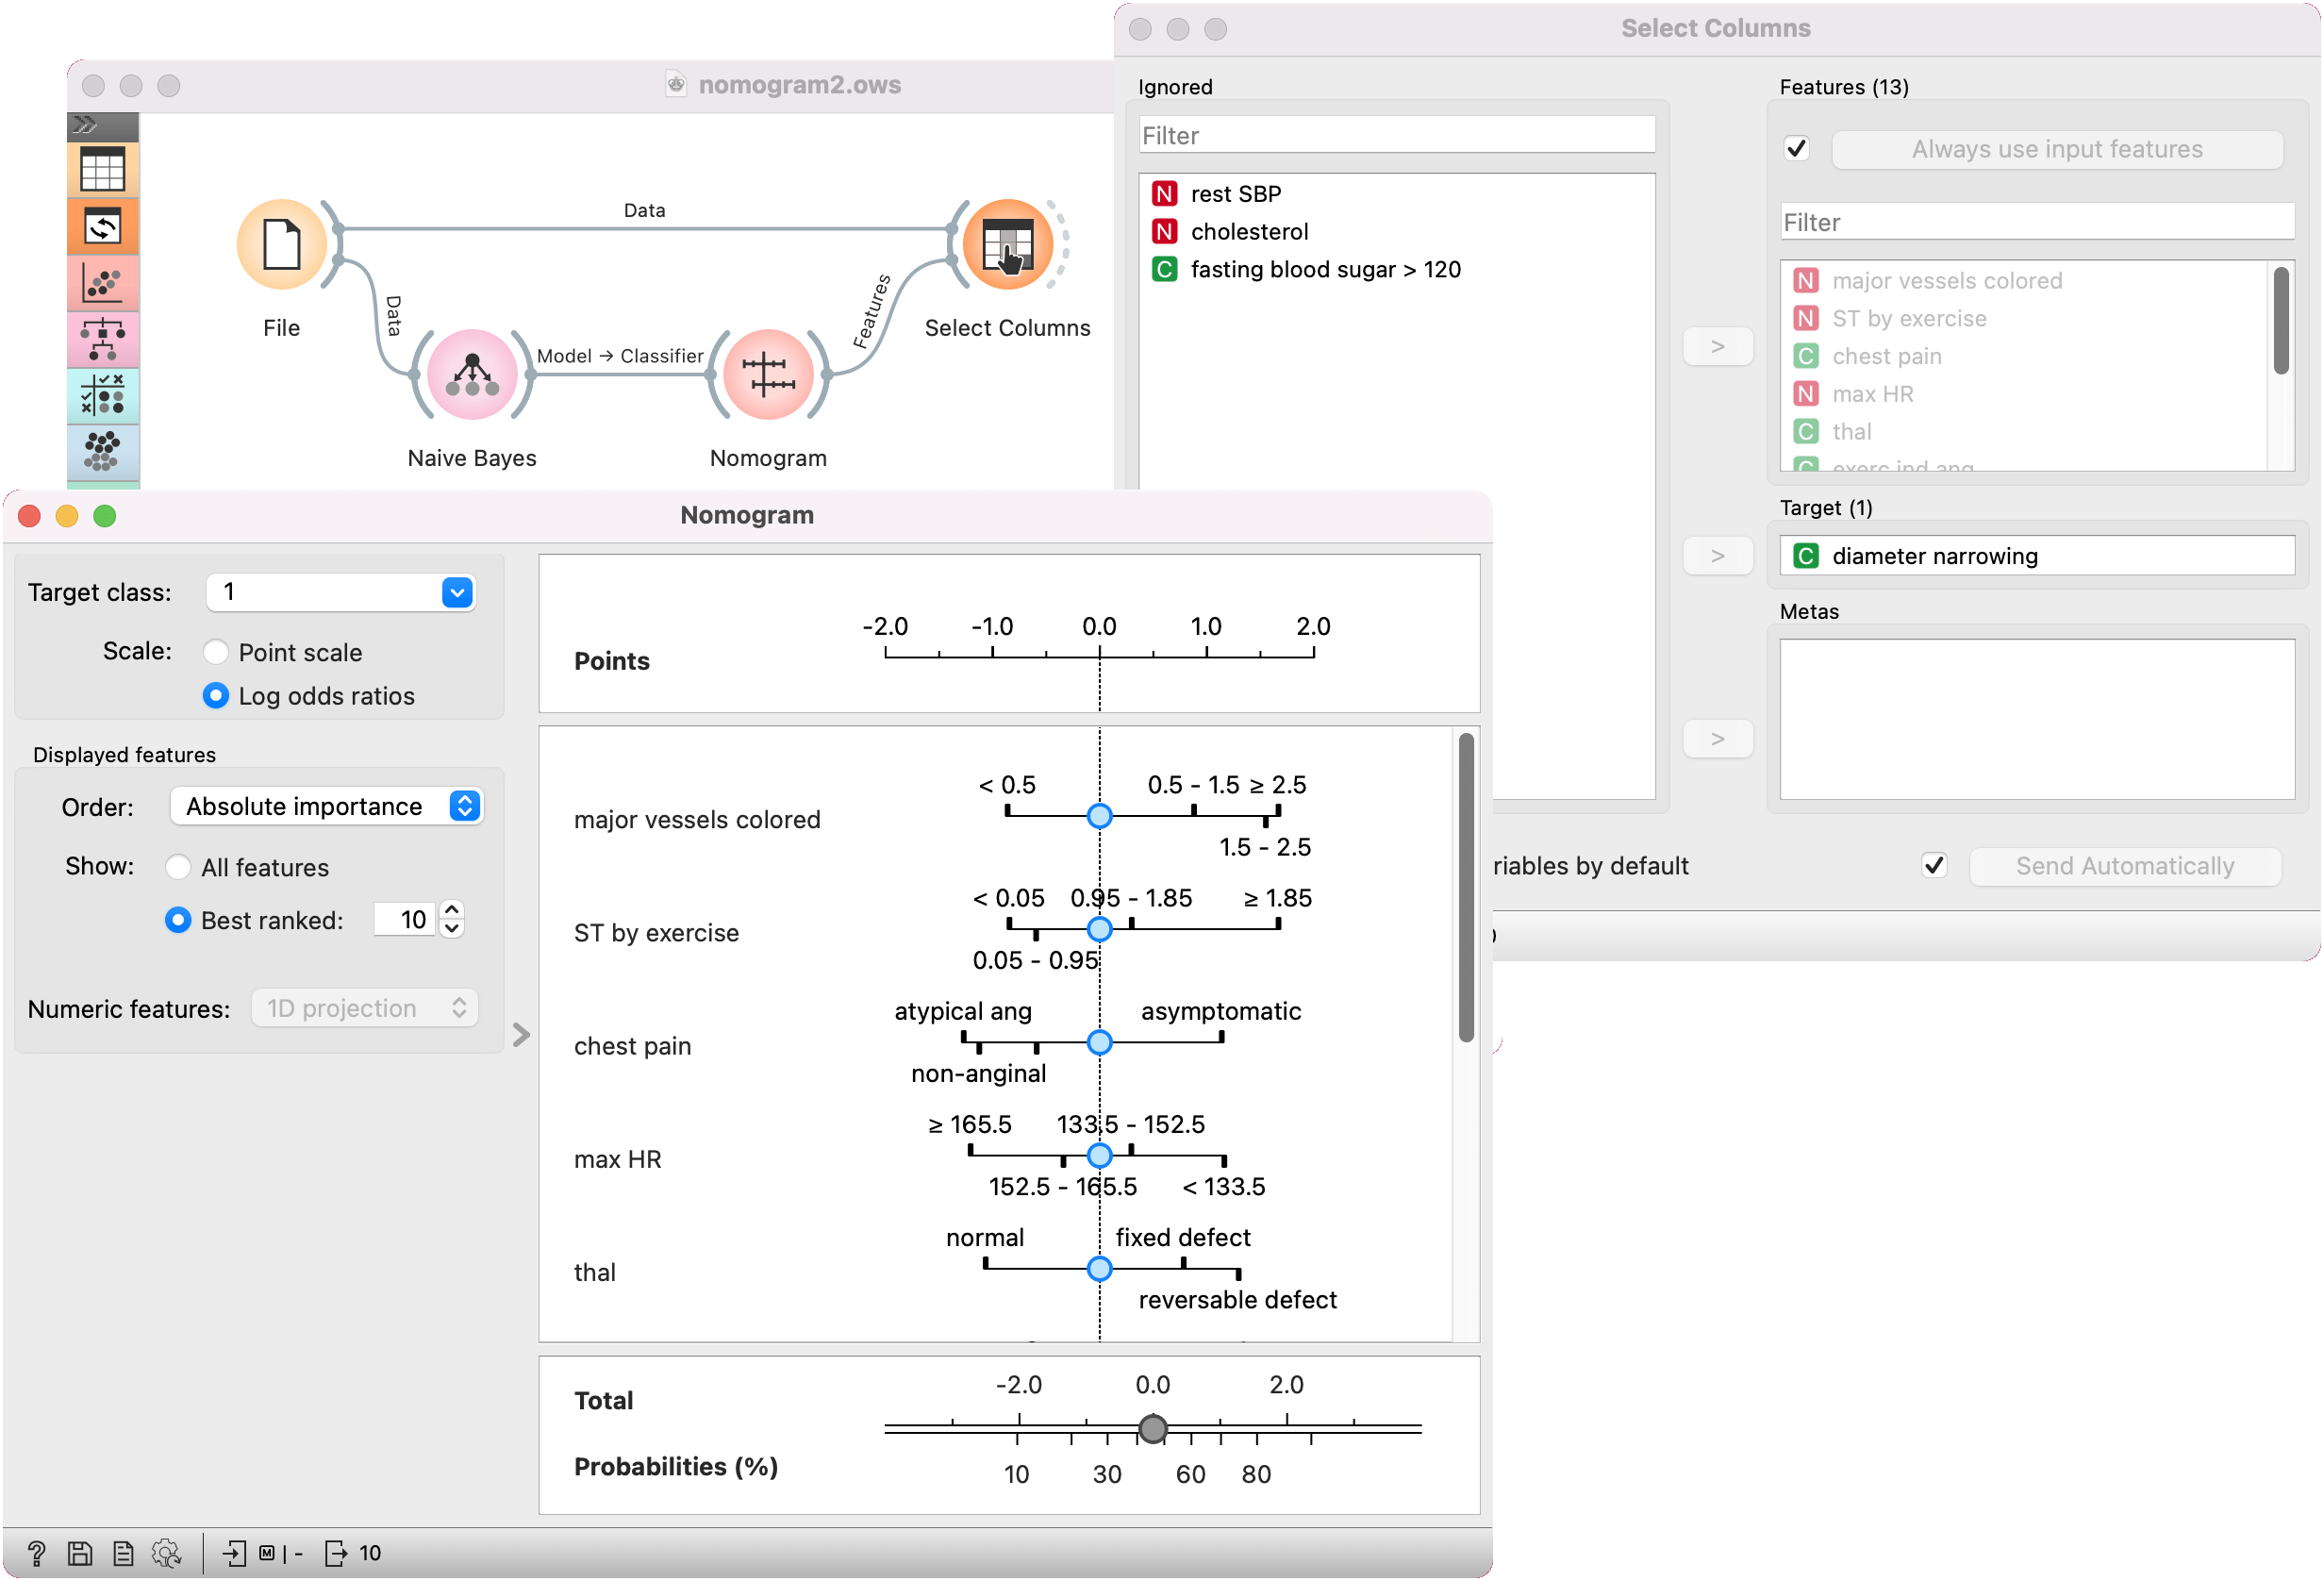 Select Columns
nomogram2.ows
Ignored
Filter
N rest SBP
N cholesterol
C fasting blood sugar > 120
Features (13)
Always use input features
Filter
N major vessels colored
N ST by exercise
C chest pain
N max HR
C thal
C exerc ind ang
>
Target (1)
>
C diameter narrowing
Metas
>
riables by default
Send Automatically
Data
File
Data
Features
Select Columns
Model → Classifier
Naive Bayes
Nomogram
Nomogram
Target class: 1
Scale: Point scale
Log odds ratios
Displayed features
Order: Absolute importance
Show: All features
Best ranked: 10
Numeric features: 1D projection
-2.0 -1.0 0.0 1.0 2.0
Points
< 0.5 0.5 - 1.5 ≥ 2.5
major vessels colored
1.5 - 2.5
< 0.05 0.95 - 1.85 ≥ 1.85
ST by exercise
0.05 - 0.95
atypical ang asymptomatic
chest pain
non-anginal
≥ 165.5 133.5 - 152.5
max HR
152.5 - 165.5 < 133.5
normal fixed defect
thal
reversable defect
-2.0 0.0 2.0
Total
Probabilities (%)
10 30 60 80
? M | - 10